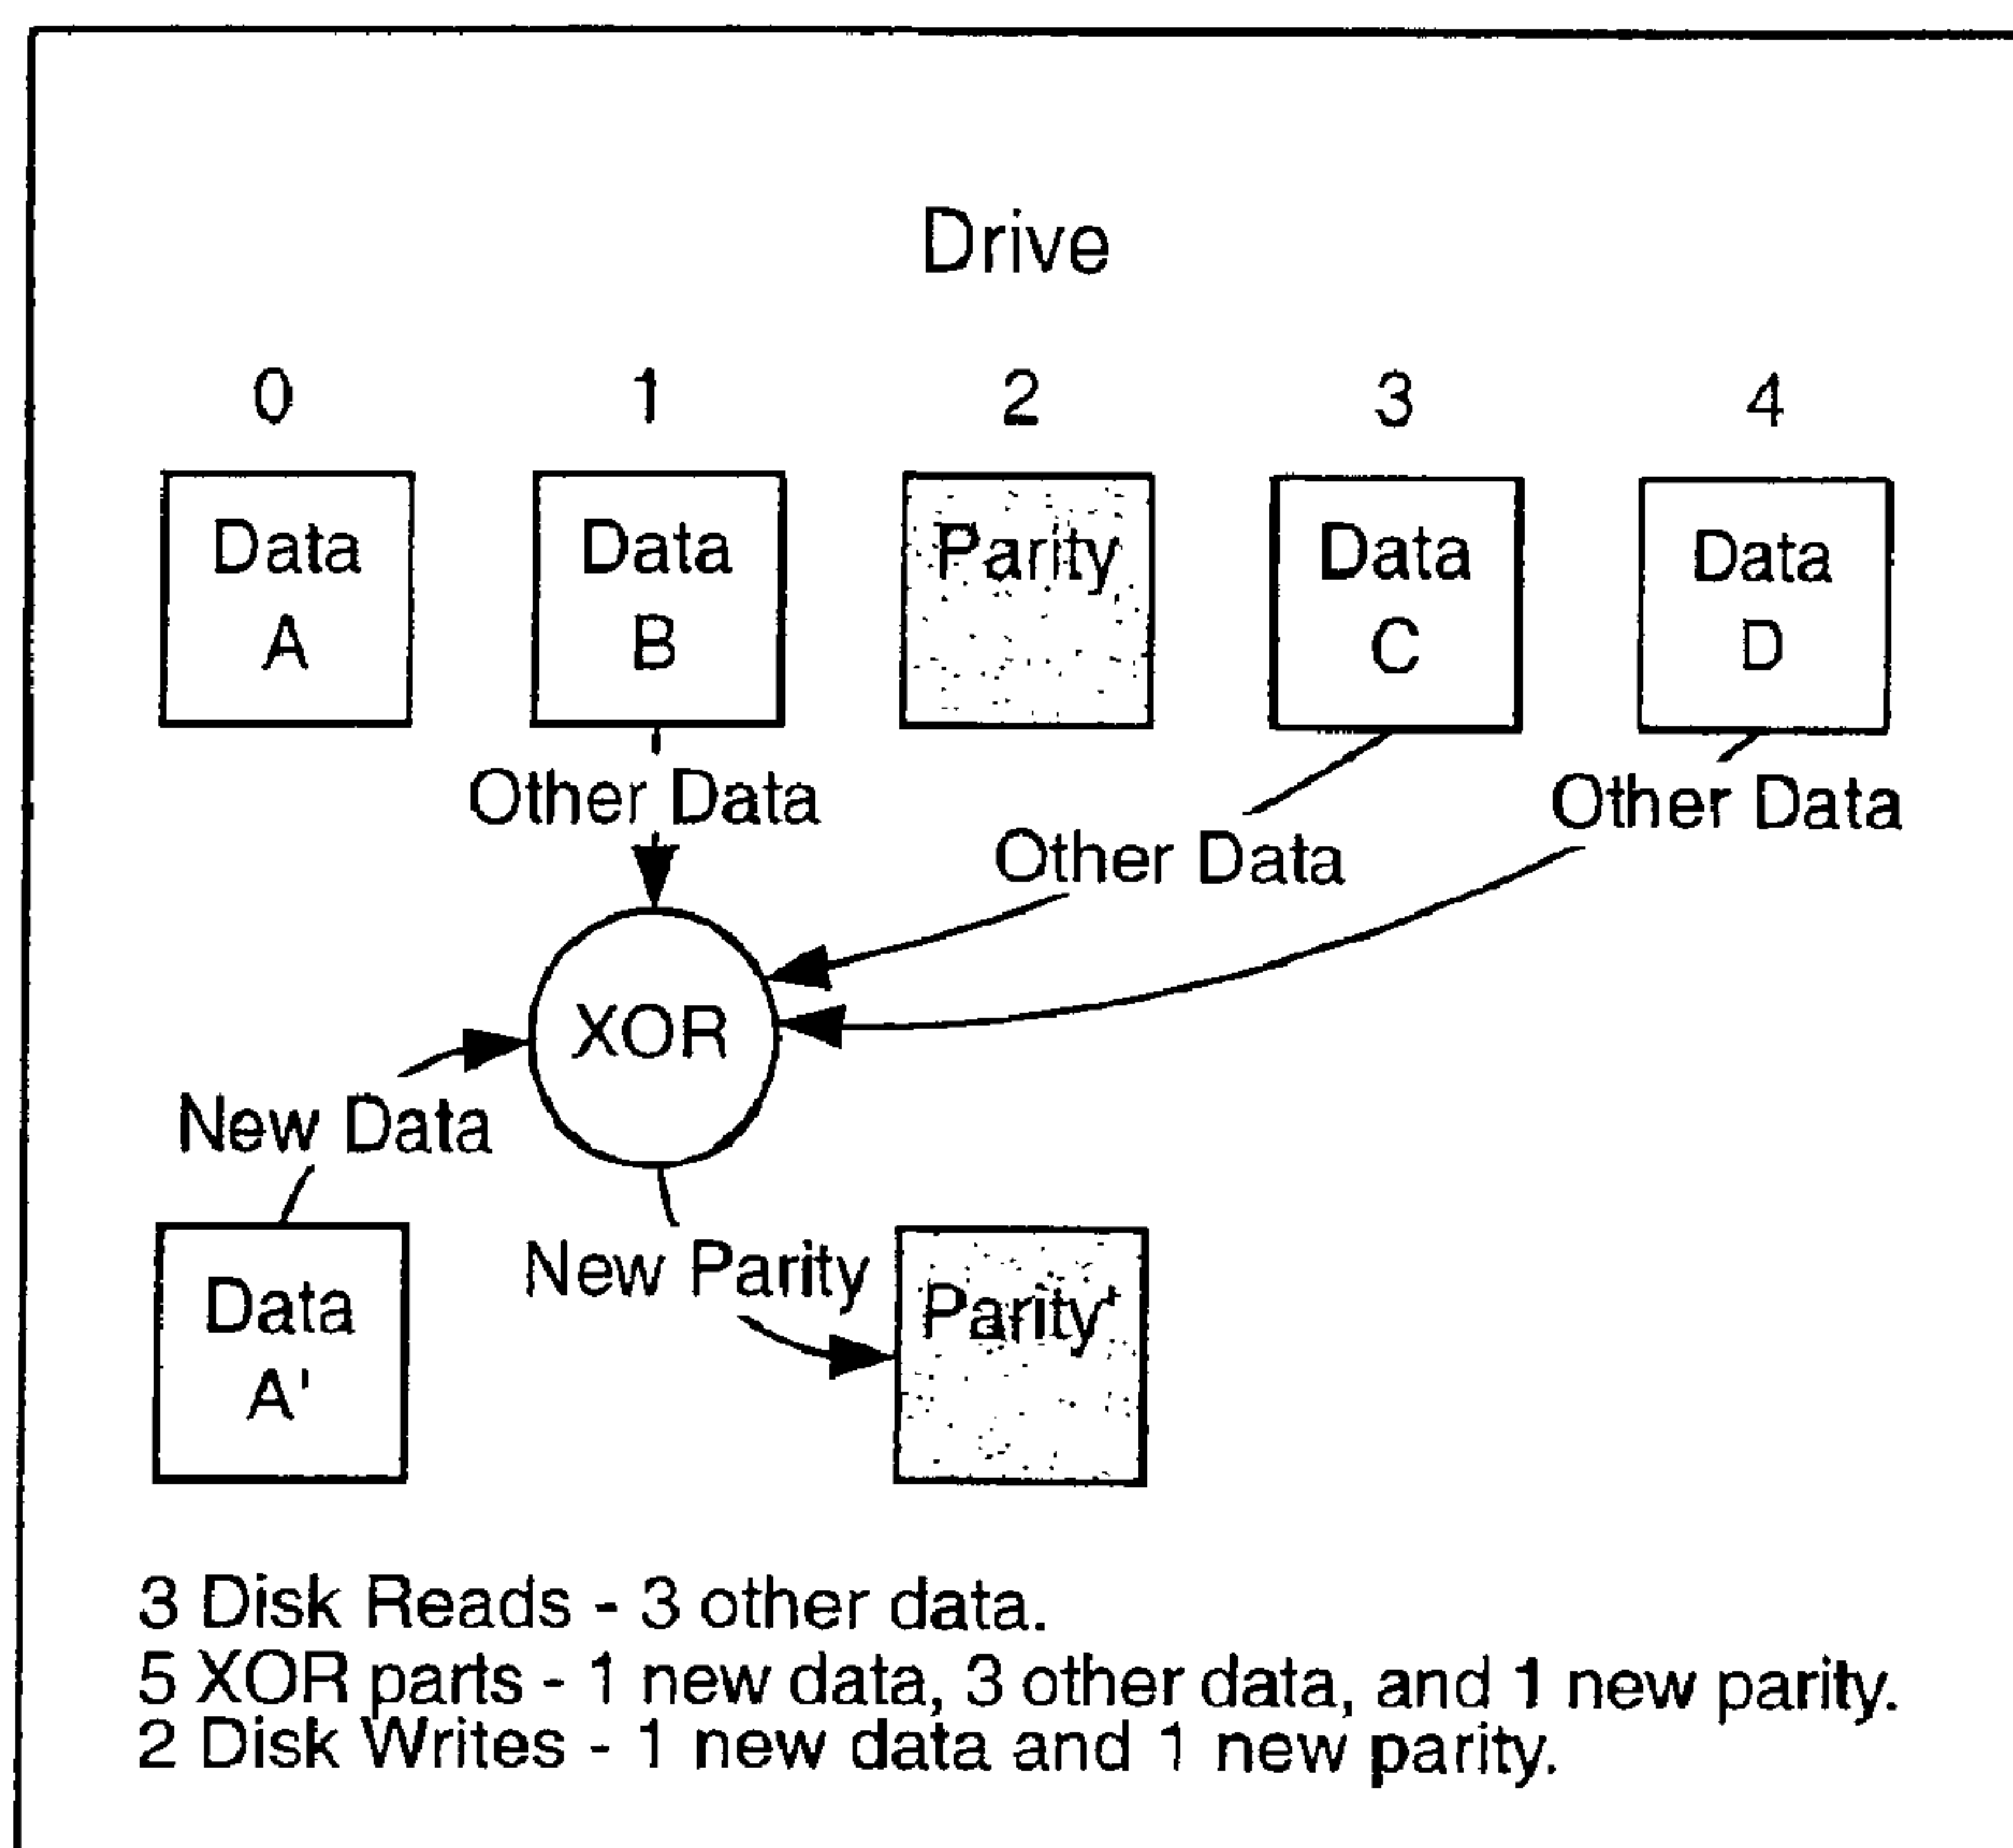 Drive
0 1 2 3 4
Data A
Data B
Parity
Data C
Data D
Other Data
Other Data
Other Data
XOR
New Data
New Parity
Data A'
Parity'
3 Disk Reads - 3 other data.
5 XOR parts - 1 new data, 3 other data, and 1 new parity.
2 Disk Writes - 1 new data and 1 new parity.